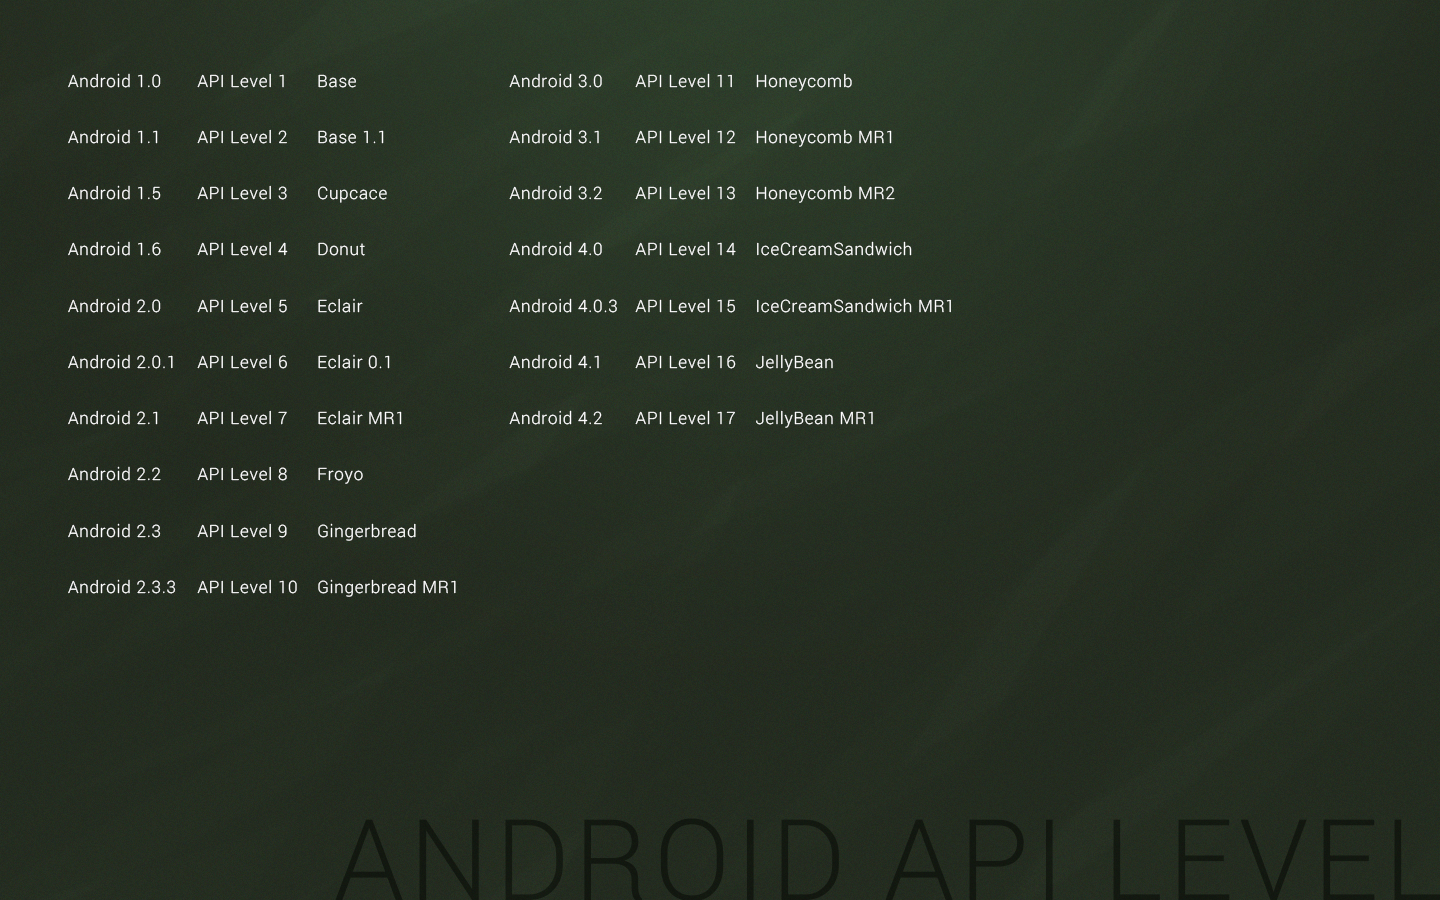 Android 1.0 API Level 1 Base
Android 1.1 API Level 2 Base 1.1
Android 1.5 API Level 3 Cupcace
Android 1.6 API Level 4 Donut
Android 2.0 API Level 5 Eclair
Android 2.0.1 API Level 6 Eclair 0.1
Android 2.1 API Level 7 Eclair MR1
Android 2.2 API Level 8 Froyo
Android 2.3 API Level 9 Gingerbread
Android 2.3.3 API Level 10 Gingerbread MR1
Android 3.0 API Level 11 Honeycomb
Android 3.1 API Level 12 Honeycomb MR1
Android 3.2 API Level 13 Honeycomb MR2
Android 4.0 API Level 14 IceCreamSandwich
Android 4.0.3 API Level 15 IceCreamSandwich MR1
Android 4.1 API Level 16 JellyBean
Android 4.2 API Level 17 JellyBean MR1
ANDROID API LEVEL